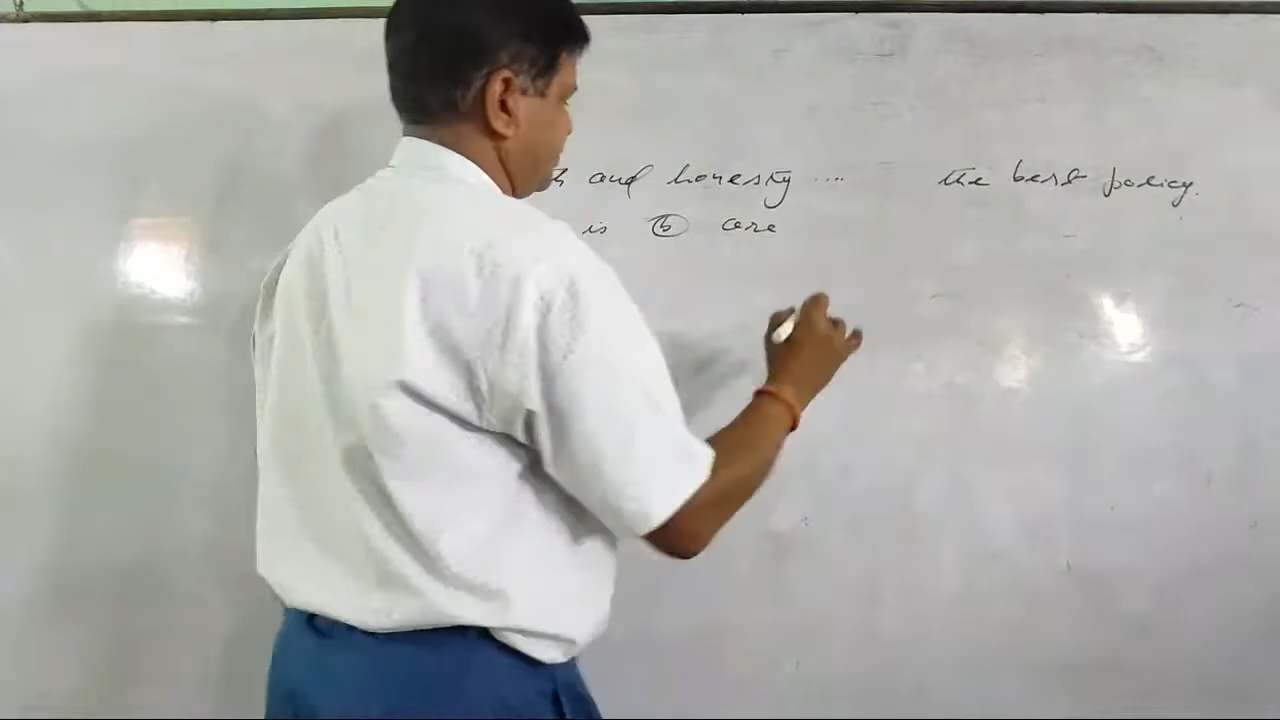 and honesty .... the best policy.
is (b) are